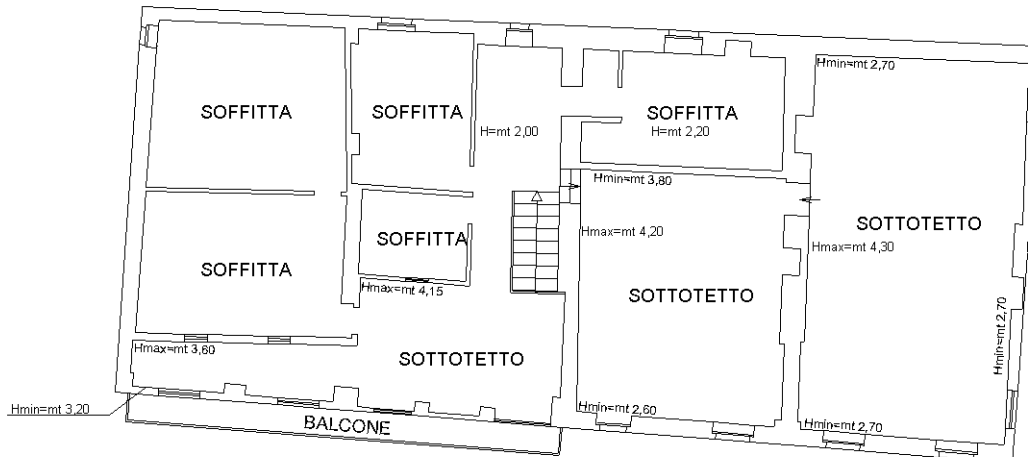 Hmin=mt 2,70
SOFFITTA
SOFFITTA
SOFFITTA
H=mt 2,00
H=mt 2,20
Hmin=mt 3,80
SOTTOTETTO
Hmax=mt 4,20
Hmax=mt 4,30
SOFFITTA
SOFFITTA
Hmax=mt 4,15
SOTTOTETTO
Hmin=mt 2,70
Hmax=mt 3,60
SOTTOTETTO
Hmin=mt 3,20
Hmin=mt 2,60
BALCONE
Hmin=mt 2,70